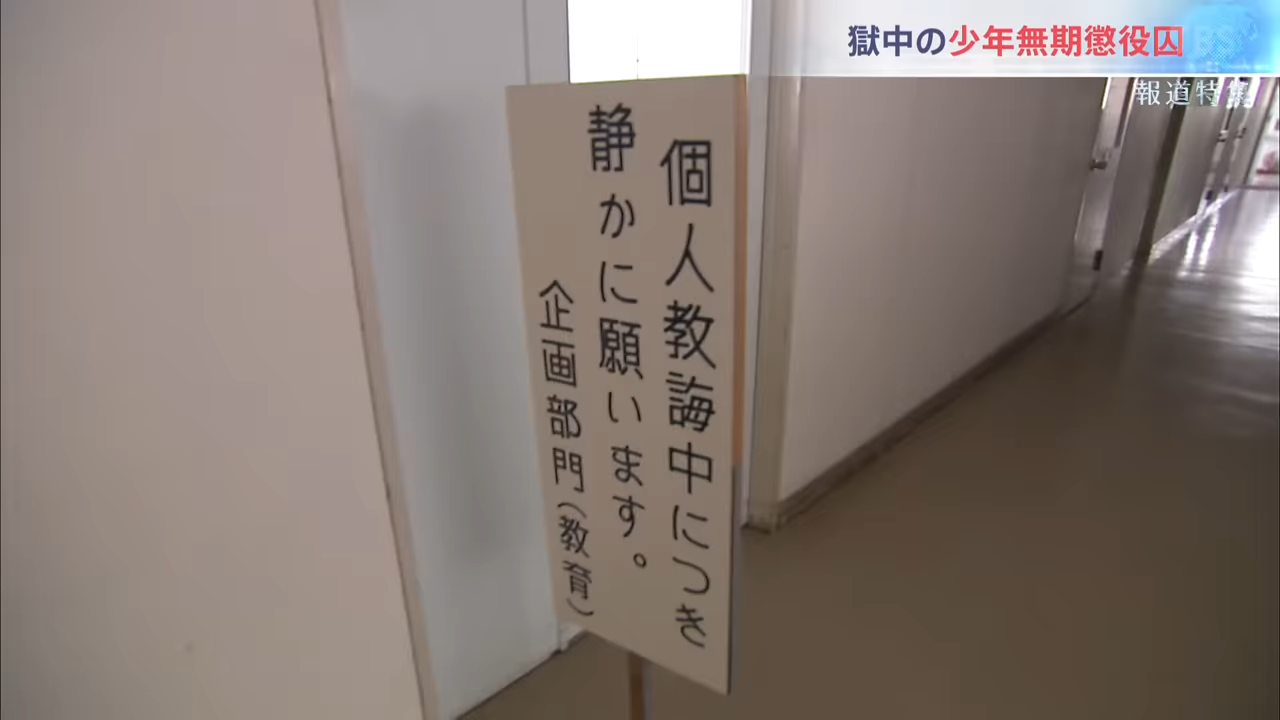 獄中の少年無期懲役囚
報道特集
個人教誨中につき
静かに願います。
企画部門(教育)